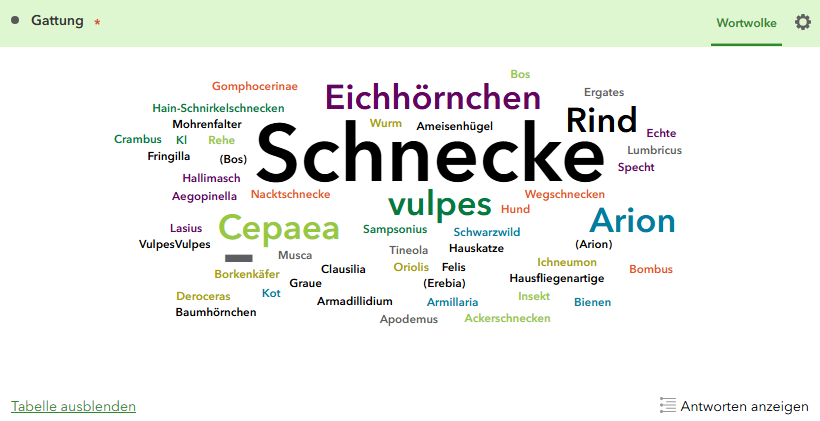 Gattung *
Wortwolke
Bos
Gomphocerinae
Eichhörnchen
Ergates
Hain-Schnirkelschnecken
Rind
Mohrenfalter
Wurm
Ameisenhügel
Echte
Crambus
Kl
Rehe
Schnecke
Lumbricus
Fringilla
(Bos)
Specht
Hallimasch
Aegopinella
Nacktschnecke
Wegschnecken
vulpes
Hund
Lasius
Cepaea
Sampsonius
Schwarzwild
Arion
VulpesVulpes
Tineola
Hauskatze
(Arion)
Musca
–
Borkenkäfer
Clausilia
Oriolis
Felis
Ichneumon
Bombus
Graue
(Erebia)
Hausfliegenartige
Deroceras
Kot
Armadillidium
Armillaria
Insekt
Bienen
Baumhörnchen
Apodemus
Ackerschnecken
Tabelle ausblenden
Antworten anzeigen